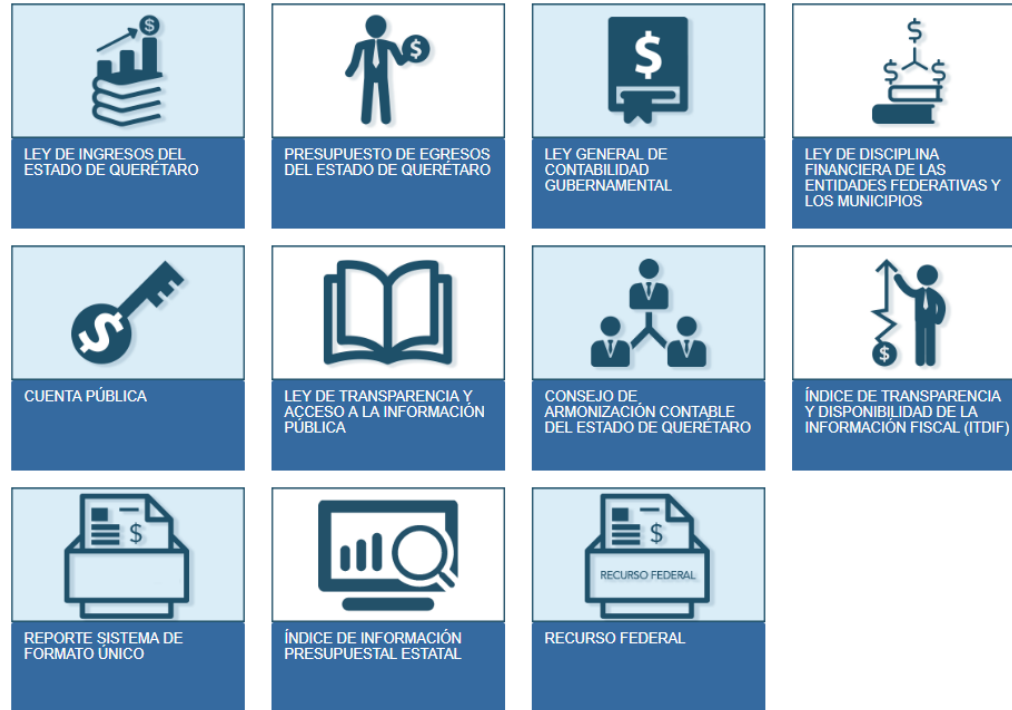 $
LEY DE INGRESOS DEL
ESTADO DE QUERÉTARO
$
PRESUPUESTO DE EGRESOS
DEL ESTADO DE QUERÉTARO
$
LEY GENERAL DE
CONTABILIDAD
GUBERNAMENTAL
$
$ $
LEY DE DISCIPLINA
FINANCIERA DE LAS
ENTIDADES FEDERATIVAS Y
LOS MUNICIPIOS
$
CUENTA PÚBLICA
LEY DE TRANSPARENCIA Y
ACCESO A LA INFORMACIÓN
PÚBLICA
CONSEJO DE
ARMONIZACIÓN CONTABLE
DEL ESTADO DE QUERÉTARO
$
ÍNDICE DE TRANSPARENCIA
Y DISPONIBILIDAD DE LA
INFORMACIÓN FISCAL (ITDIF)
$
REPORTE SISTEMA DE
FORMATO ÚNICO
ÍNDICE DE INFORMACIÓN
PRESUPUESTAL ESTATAL
$
RECURSO FEDERAL
RECURSO FEDERAL